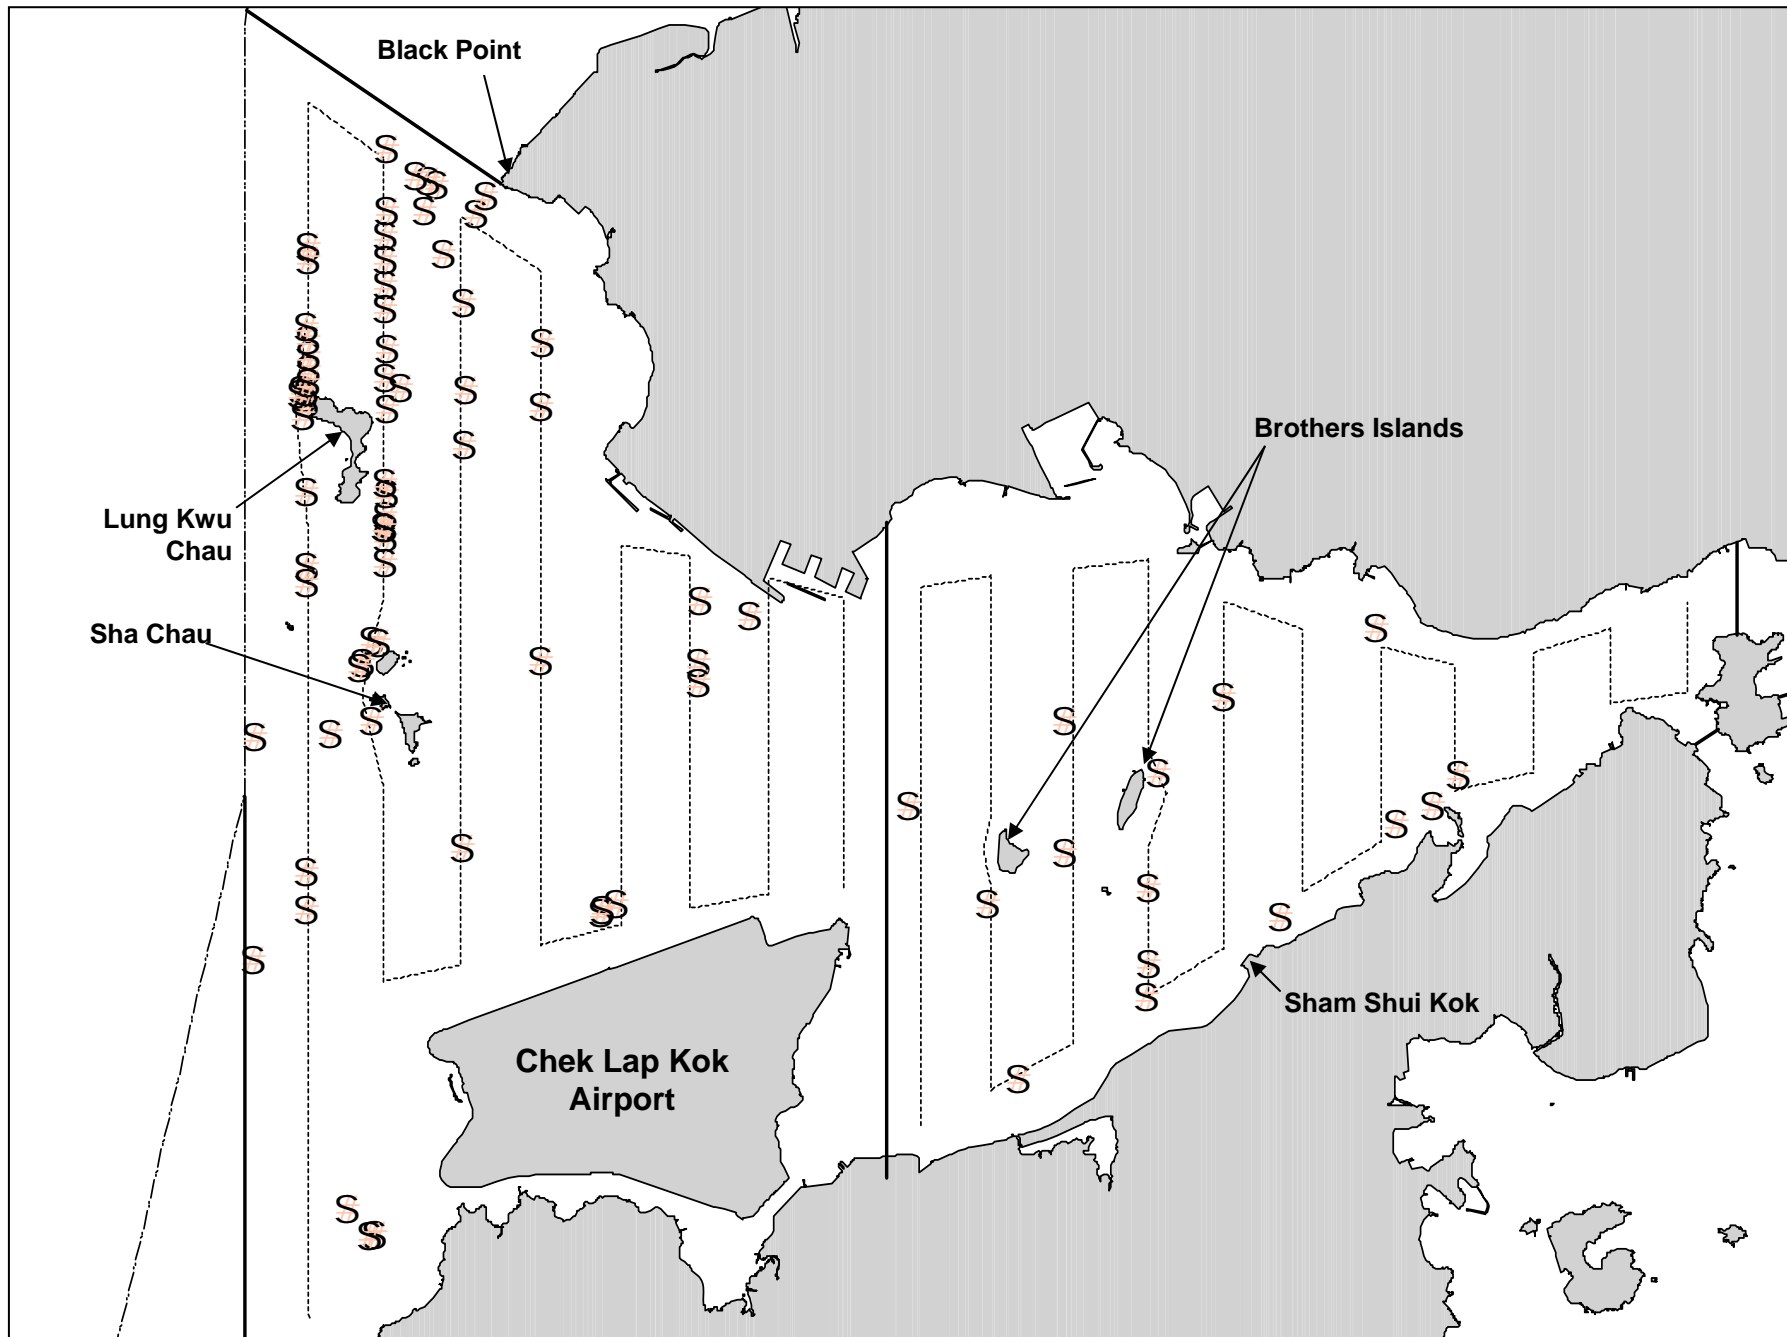 Black Point
Brothers Islands
Lung Kwu
Chau
Sha Chau
Sham Shui Kok
Chek Lap Kok
Airport